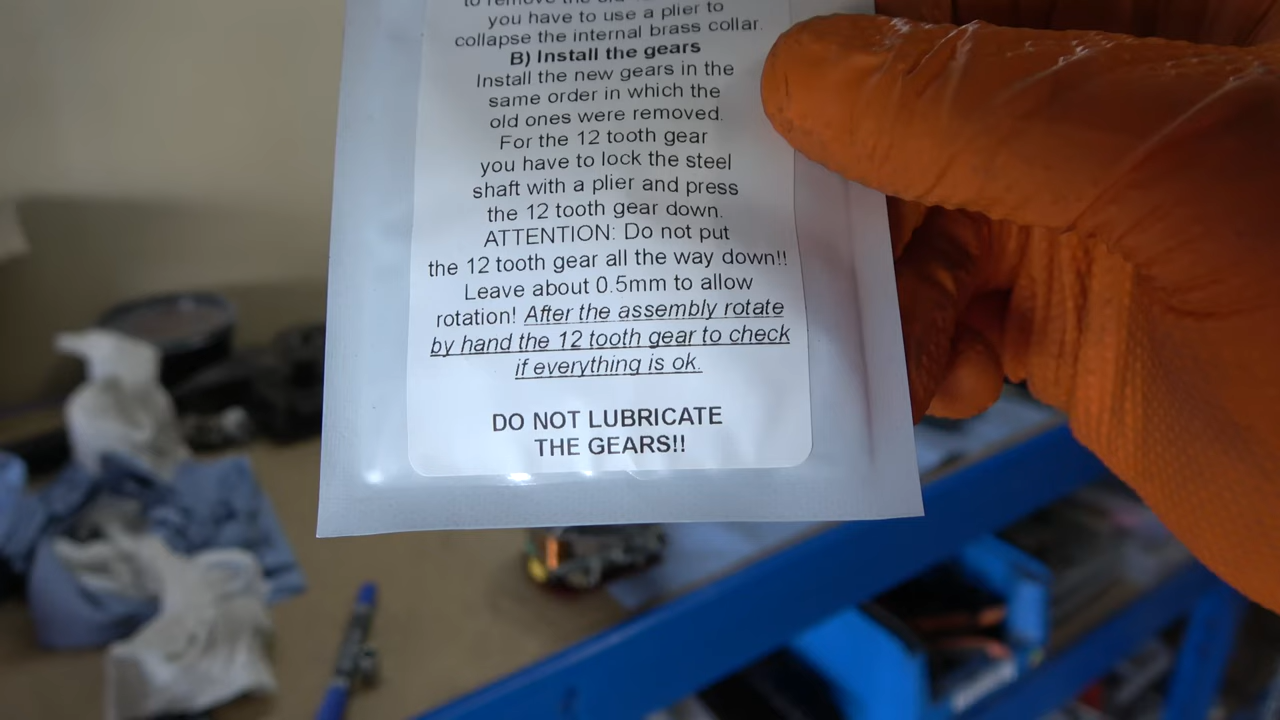 to remove the old
you have to use a plier to
collapse the internal brass collar.
B) Install the gears
Install the new gears in the
same order in which the
old ones were removed.
For the 12 tooth gear
you have to lock the steel
shaft with a plier and press
the 12 tooth gear down.
ATTENTION: Do not put
the 12 tooth gear all the way down!!
Leave about 0.5mm to allow
rotation! After the assembly rotate
by hand the 12 tooth gear to check
if everything is ok.
DO NOT LUBRICATE
THE GEARS!!